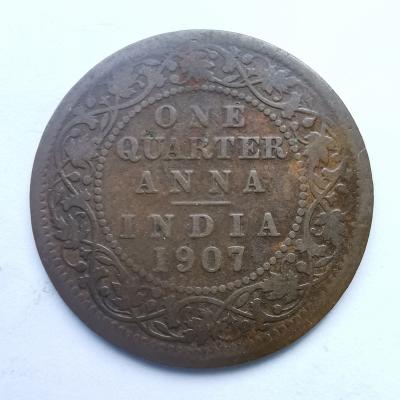 ONE
QUARTER
ANNA
INDIA
1907